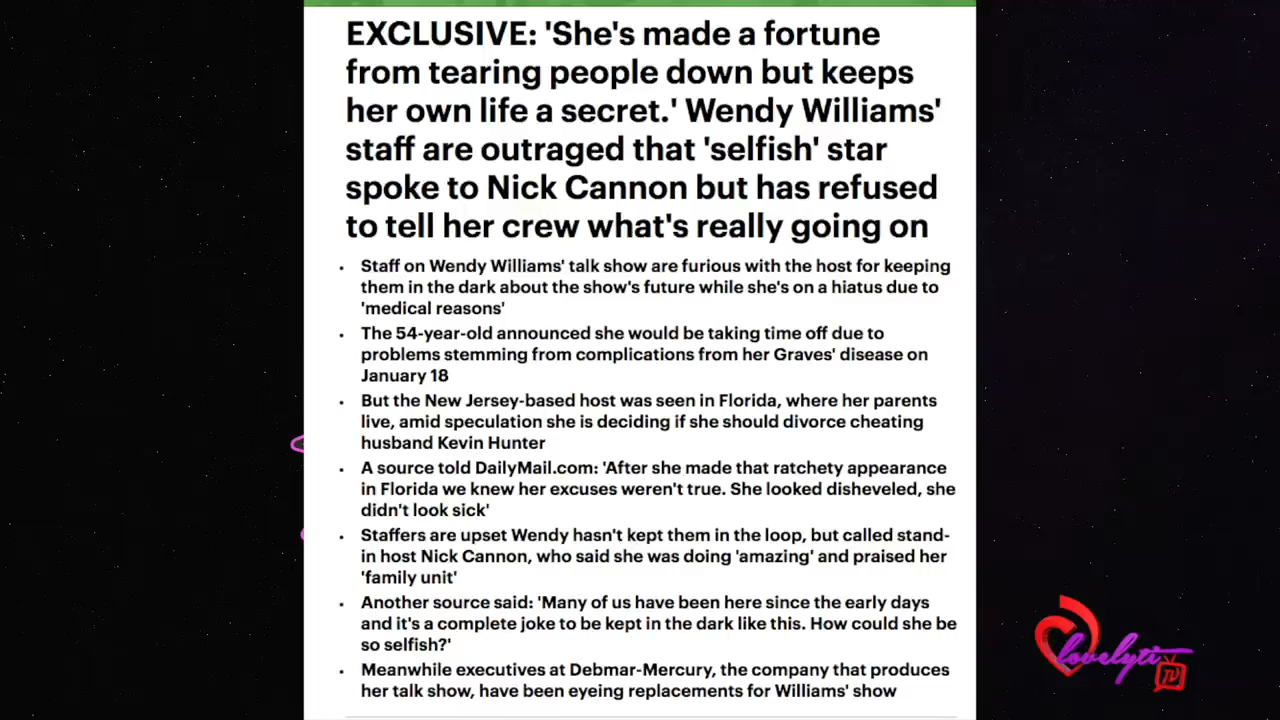 EXCLUSIVE: 'She's made a fortune
from tearing people down but keeps
her own life a secret.' Wendy Williams'
staff are outraged that 'selfish' star
spoke to Nick Cannon but has refused
to tell her crew what's really going on
• Staff on Wendy Williams' talk show are furious with the host for keeping
them in the dark about the show's future while she's on a hiatus due to
'medical reasons'
• The 54-year-old announced she would be taking time off due to
problems stemming from complications from her Graves' disease on
January 18
• But the New Jersey-based host was seen in Florida, where her parents
live, amid speculation she is deciding if she should divorce cheating
husband Kevin Hunter
• A source told DailyMail.com: 'After she made that ratchety appearance
in Florida we knew her excuses weren't true. She looked disheveled, she
didn't look sick'
• Staffers are upset Wendy hasn't kept them in the loop, but called stand-
in host Nick Cannon, who said she was doing 'amazing' and praised her
'family unit'
• Another source said: 'Many of us have been here since the early days
and it's a complete joke to be kept in the dark like this. How could she be
so selfish?'
• Meanwhile executives at Debmar-Mercury, the company that produces
her talk show, have been eyeing replacements for Williams' show
lovelyti
TV